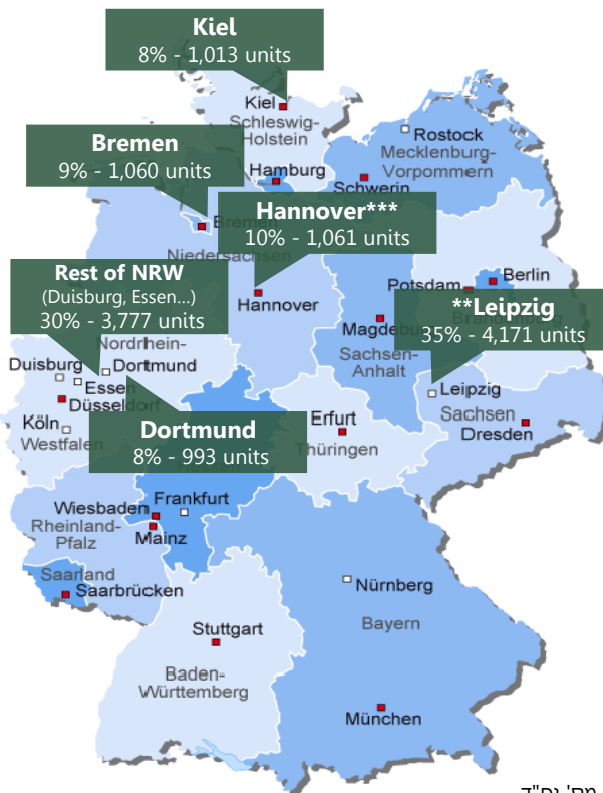 Kiel
8% - 1,013 units
Kiel
Schleswig-
Holstein
Rostock
Mecklenburg-
Vorpommern
Bremen
9% - 1,060 units
Hamburg
Schwerin
Bremen
Hannover***
10% - 1,061 units
Niedersachsen
Rest of NRW
(Duisburg, Essen...)
30% - 3,777 units
Hannover
Potsdam
Berlin
**Leipzig
35% - 4,171 units
Magdebu
Sachsen-
Anhalt
Nordrhein-
Duisburg
Dortmund
Essen
Düsseldorf
Köln
Westfalen
Leipzig
Sachsen
Dresden
Erfurt
Thüringen
Dortmund
8% - 993 units
Wiesbaden
Frankfurt
Rheinland-
Pfalz
Mainz
Saarland
Saarbrücken
Nürnberg
Bayern
Stuttgart
Baden-
Württemberg
München